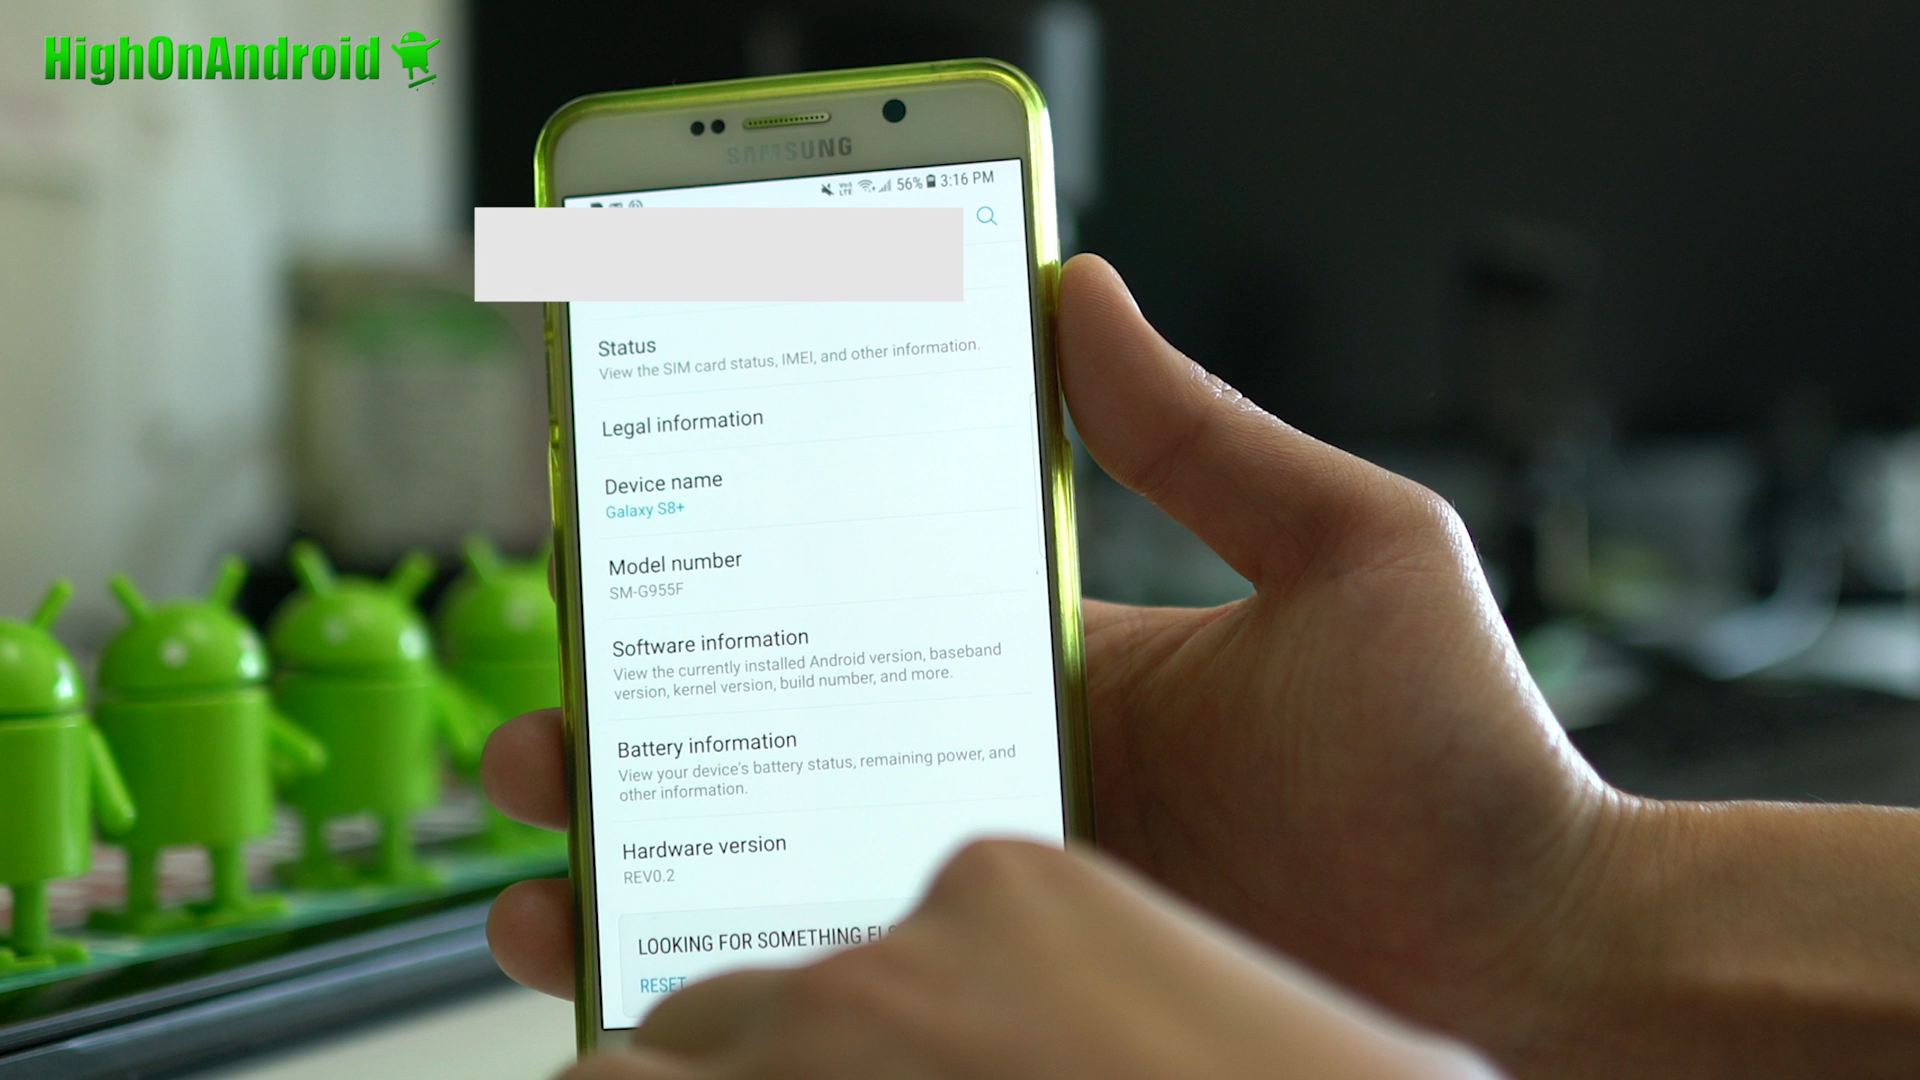 HighOnAndroid
SAMSUNG
VoO LTE 56% 3:16 PM
Status
View the SIM card status, IMEI, and other information.
Legal information
Device name
Galaxy S8+
Model number
SM-G955F
Software information
View the currently installed Android version, baseband
version, kernel version, build number, and more.
Battery information
View your device's battery status, remaining power, and
other information.
Hardware version
REV0.2
LOOKING FOR SOMETHING
RESET